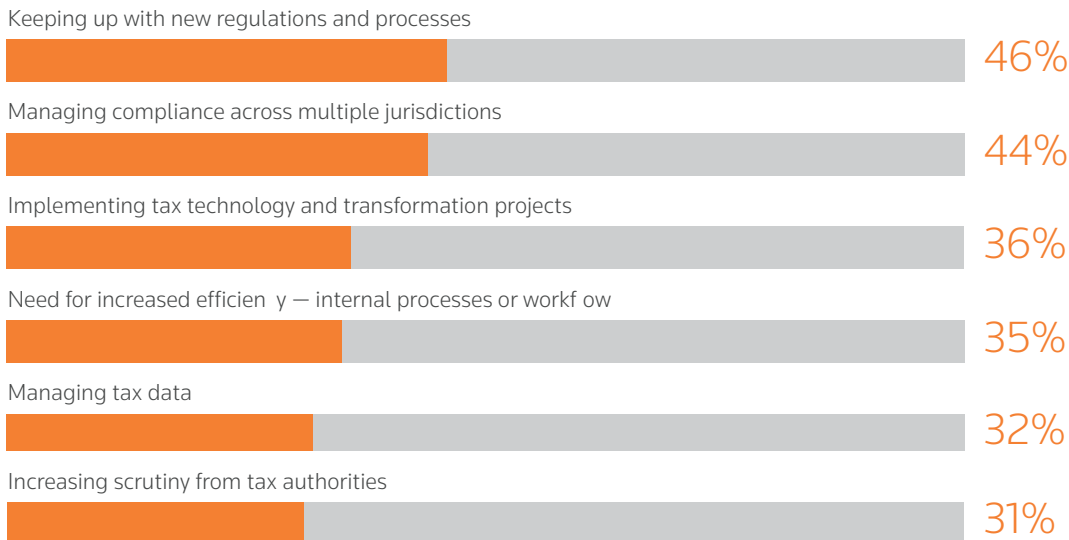 Keeping up with new regulations and processes
46%
Managing compliance across multiple jurisdictions
44%
Implementing tax technology and transformation projects
36%
Need for increased efficien y — internal processes or workf ow
35%
Managing tax data
32%
Increasing scrutiny from tax authorities
31%